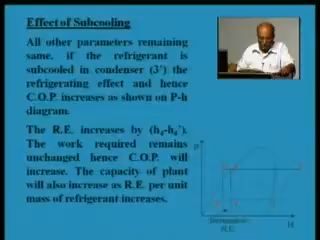 Effect of Subcooling
All other parameters remaining
same, if the refrigerant is
subcooled in condenser (3') the
refrigerating effect and hence
C.O.P. increases as shown on P-h
diagram.
The R.E. increases by (h4-h4').
The work required remains
unchanged hence C.O.P. will
increase. The capacity of plant
will also increase as R.E. per unit
mass of refrigerant increases.
P
H
R.E.